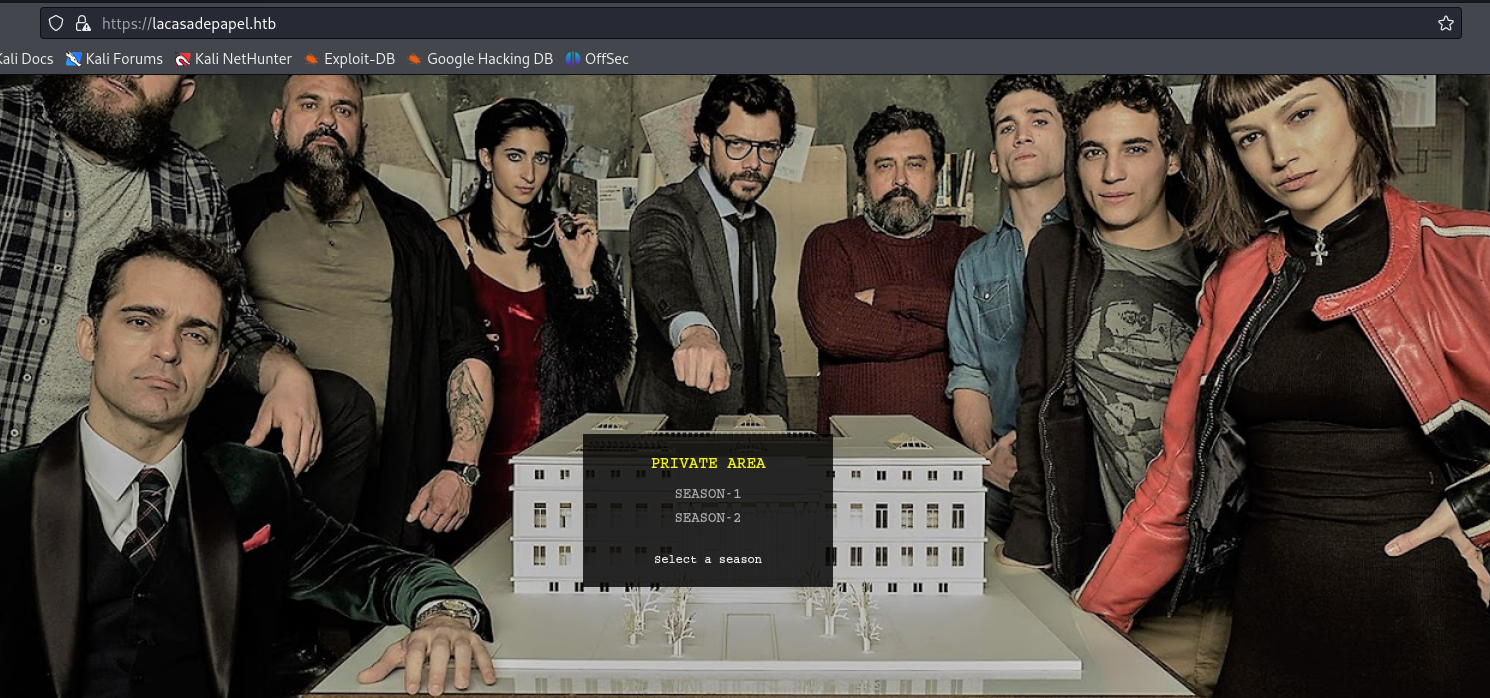 https://lacasadepapel.htb
Kali Docs Kali Forums Kali NetHunter Exploit-DB Google Hacking DB OffSec
PRIVATE AREA
SEASON-1
SEASON-2
Select a season